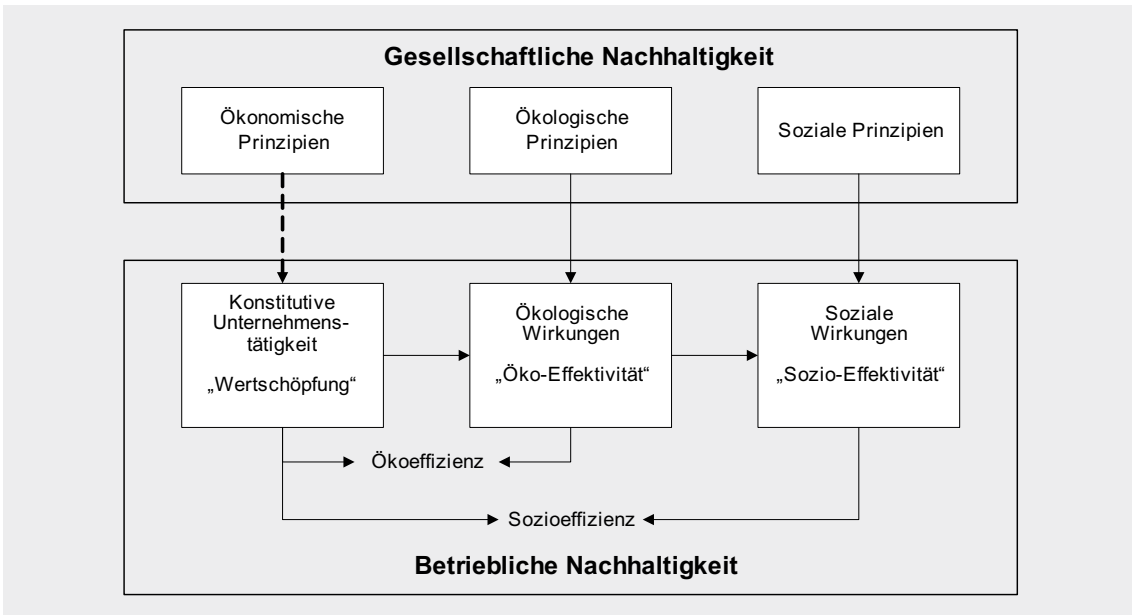 Gesellschaftliche Nachhaltigkeit
Ökonomische
Prinzipien
Ökologische
Prinzipien
Soziale Prinzipien
Konstitutive
Unternehmens-
tätigkeit
„Wertschöpfung“
Ökologische
Wirkungen
„Öko-Effektivität“
Soziale
Wirkungen
„Sozio-Effektivität“
Ökoeffizienz
Sozioeffizienz
Betriebliche Nachhaltigkeit